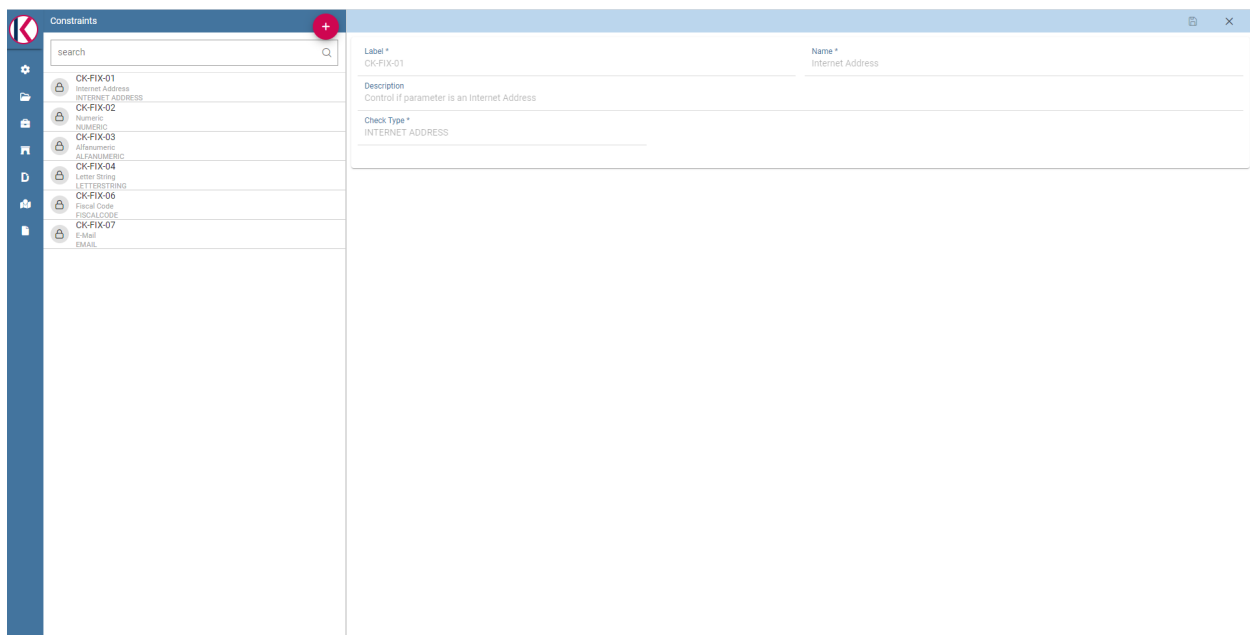 Constraints
+
search
CK-FIX-01
Internet Address
INTERNET ADDRESS
CK-FIX-02
Numeric
NUMERIC
CK-FIX-03
Alfanumeric
ALFANUMERIC
CK-FIX-04
Letter String
LETTERSTRING
CK-FIX-06
Fiscal Code
FISCALCODE
CK-FIX-07
E-Mail
EMAIL
D
Label *
CK-FIX-01
Name *
Internet Address
Description
Control if parameter is an Internet Address
Check Type *
INTERNET ADDRESS